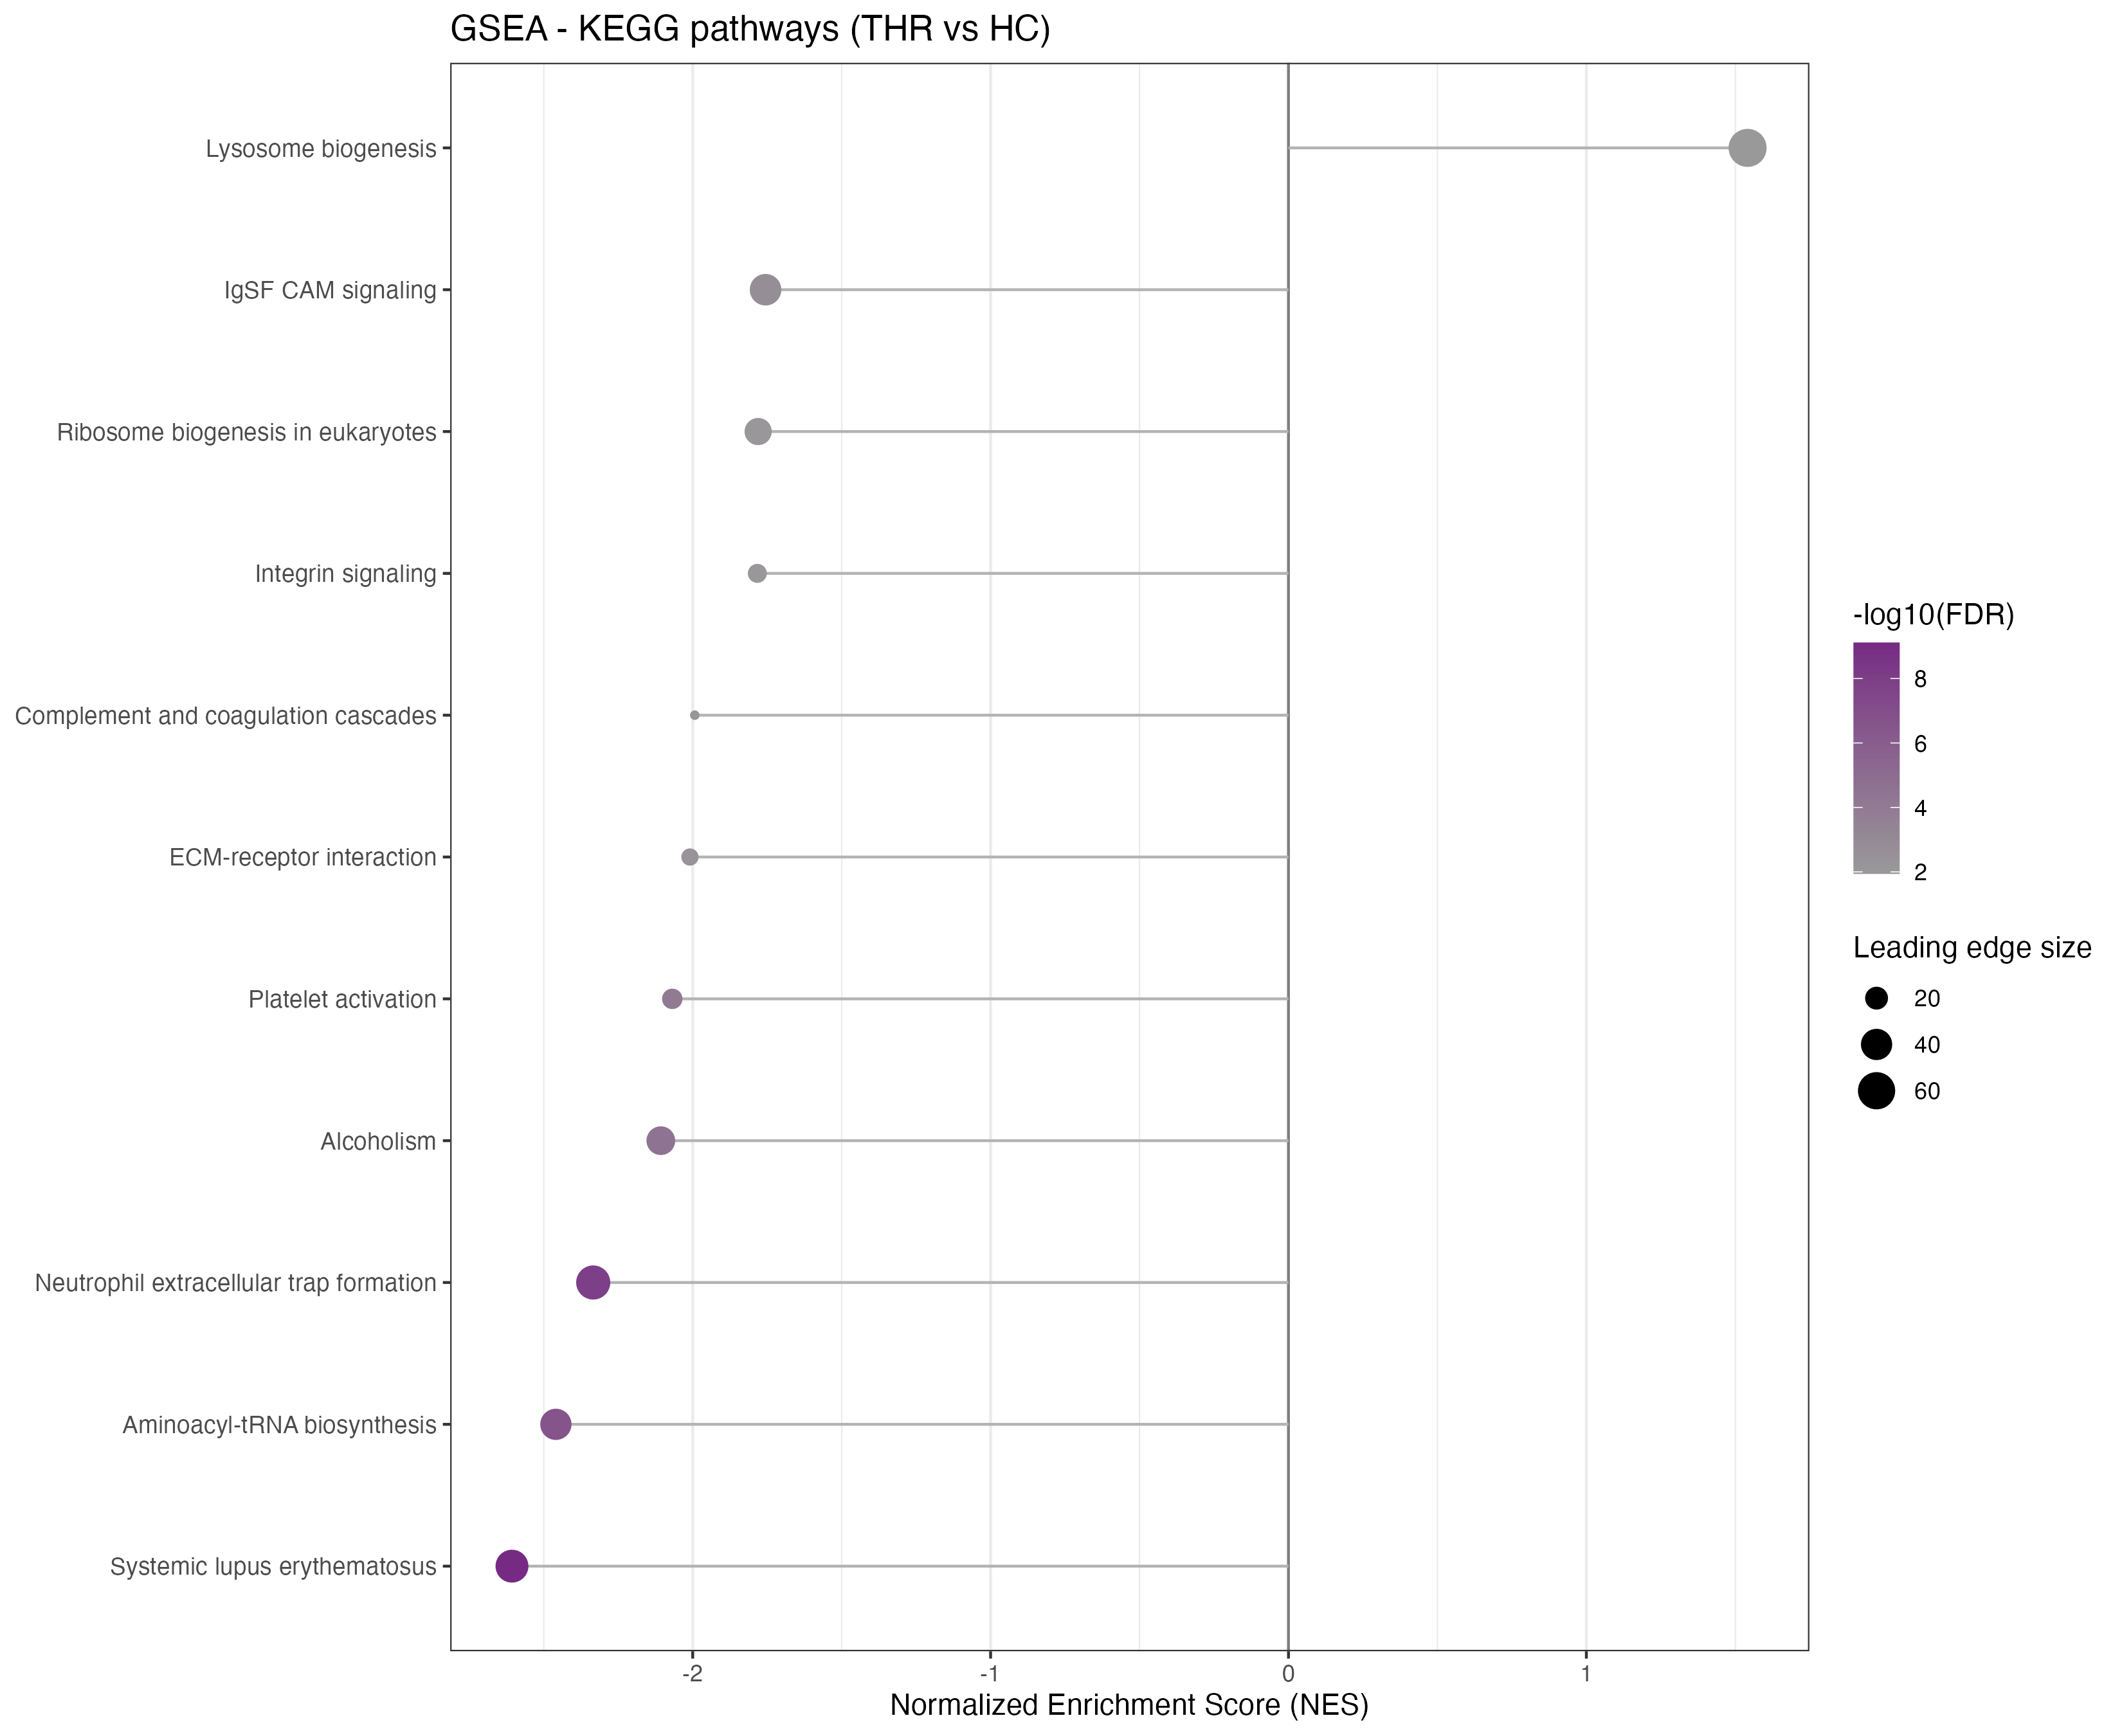 GSEA - KEGG pathways (THR vs HC)
Lysosome biogenesis
IgSF CAM signaling
Ribosome biogenesis in eukaryotes
Integrin signaling
Complement and coagulation cascades
ECM-receptor interaction
Platelet activation
Alcoholism
Neutrophil extracellular trap formation
Aminoacyl-tRNA biosynthesis
Systemic lupus erythematosus
-2
-1
0
1
Normalized Enrichment Score (NES)
-log10(FDR)
8
6
4
2
Leading edge size
20
40
60